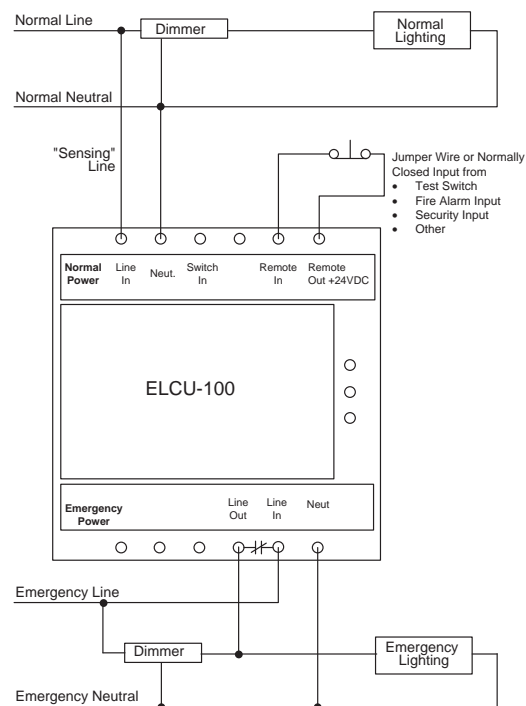 Normal Line
Dimmer
Normal
Lighting
Normal Neutral
"Sensing"
Line
Jumper Wire or Normally
Closed Input from
• Test Switch
• Fire Alarm Input
• Security Input
• Other
Normal
Power
Line
In
Neut.
Switch
In
Remote
In
Remote
Out +24VDC
ELCU-100
Emergency
Power
Line
Out
Line
In
Neut
Emergency Line
Dimmer
Emergency
Lighting
Emergency Neutral